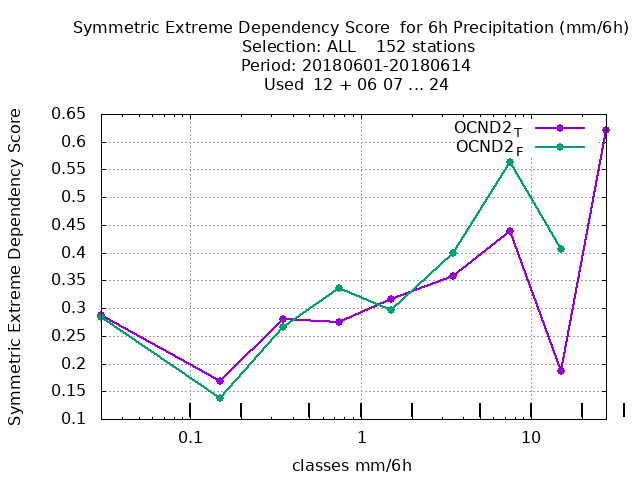 Symmetric Extreme Dependency Score  for 6h Precipitation (mm/6h)
Selection: ALL    152 stations
Period: 20180601-20180614
Used  12 + 06 07 ... 24
OCND2T
OCND2F
Symmetric Extreme Dependency Score
0.65
0.6
0.55
0.5
0.45
0.4
0.35
0.3
0.25
0.2
0.15
0.1
0.1 1 10
classes mm/6h